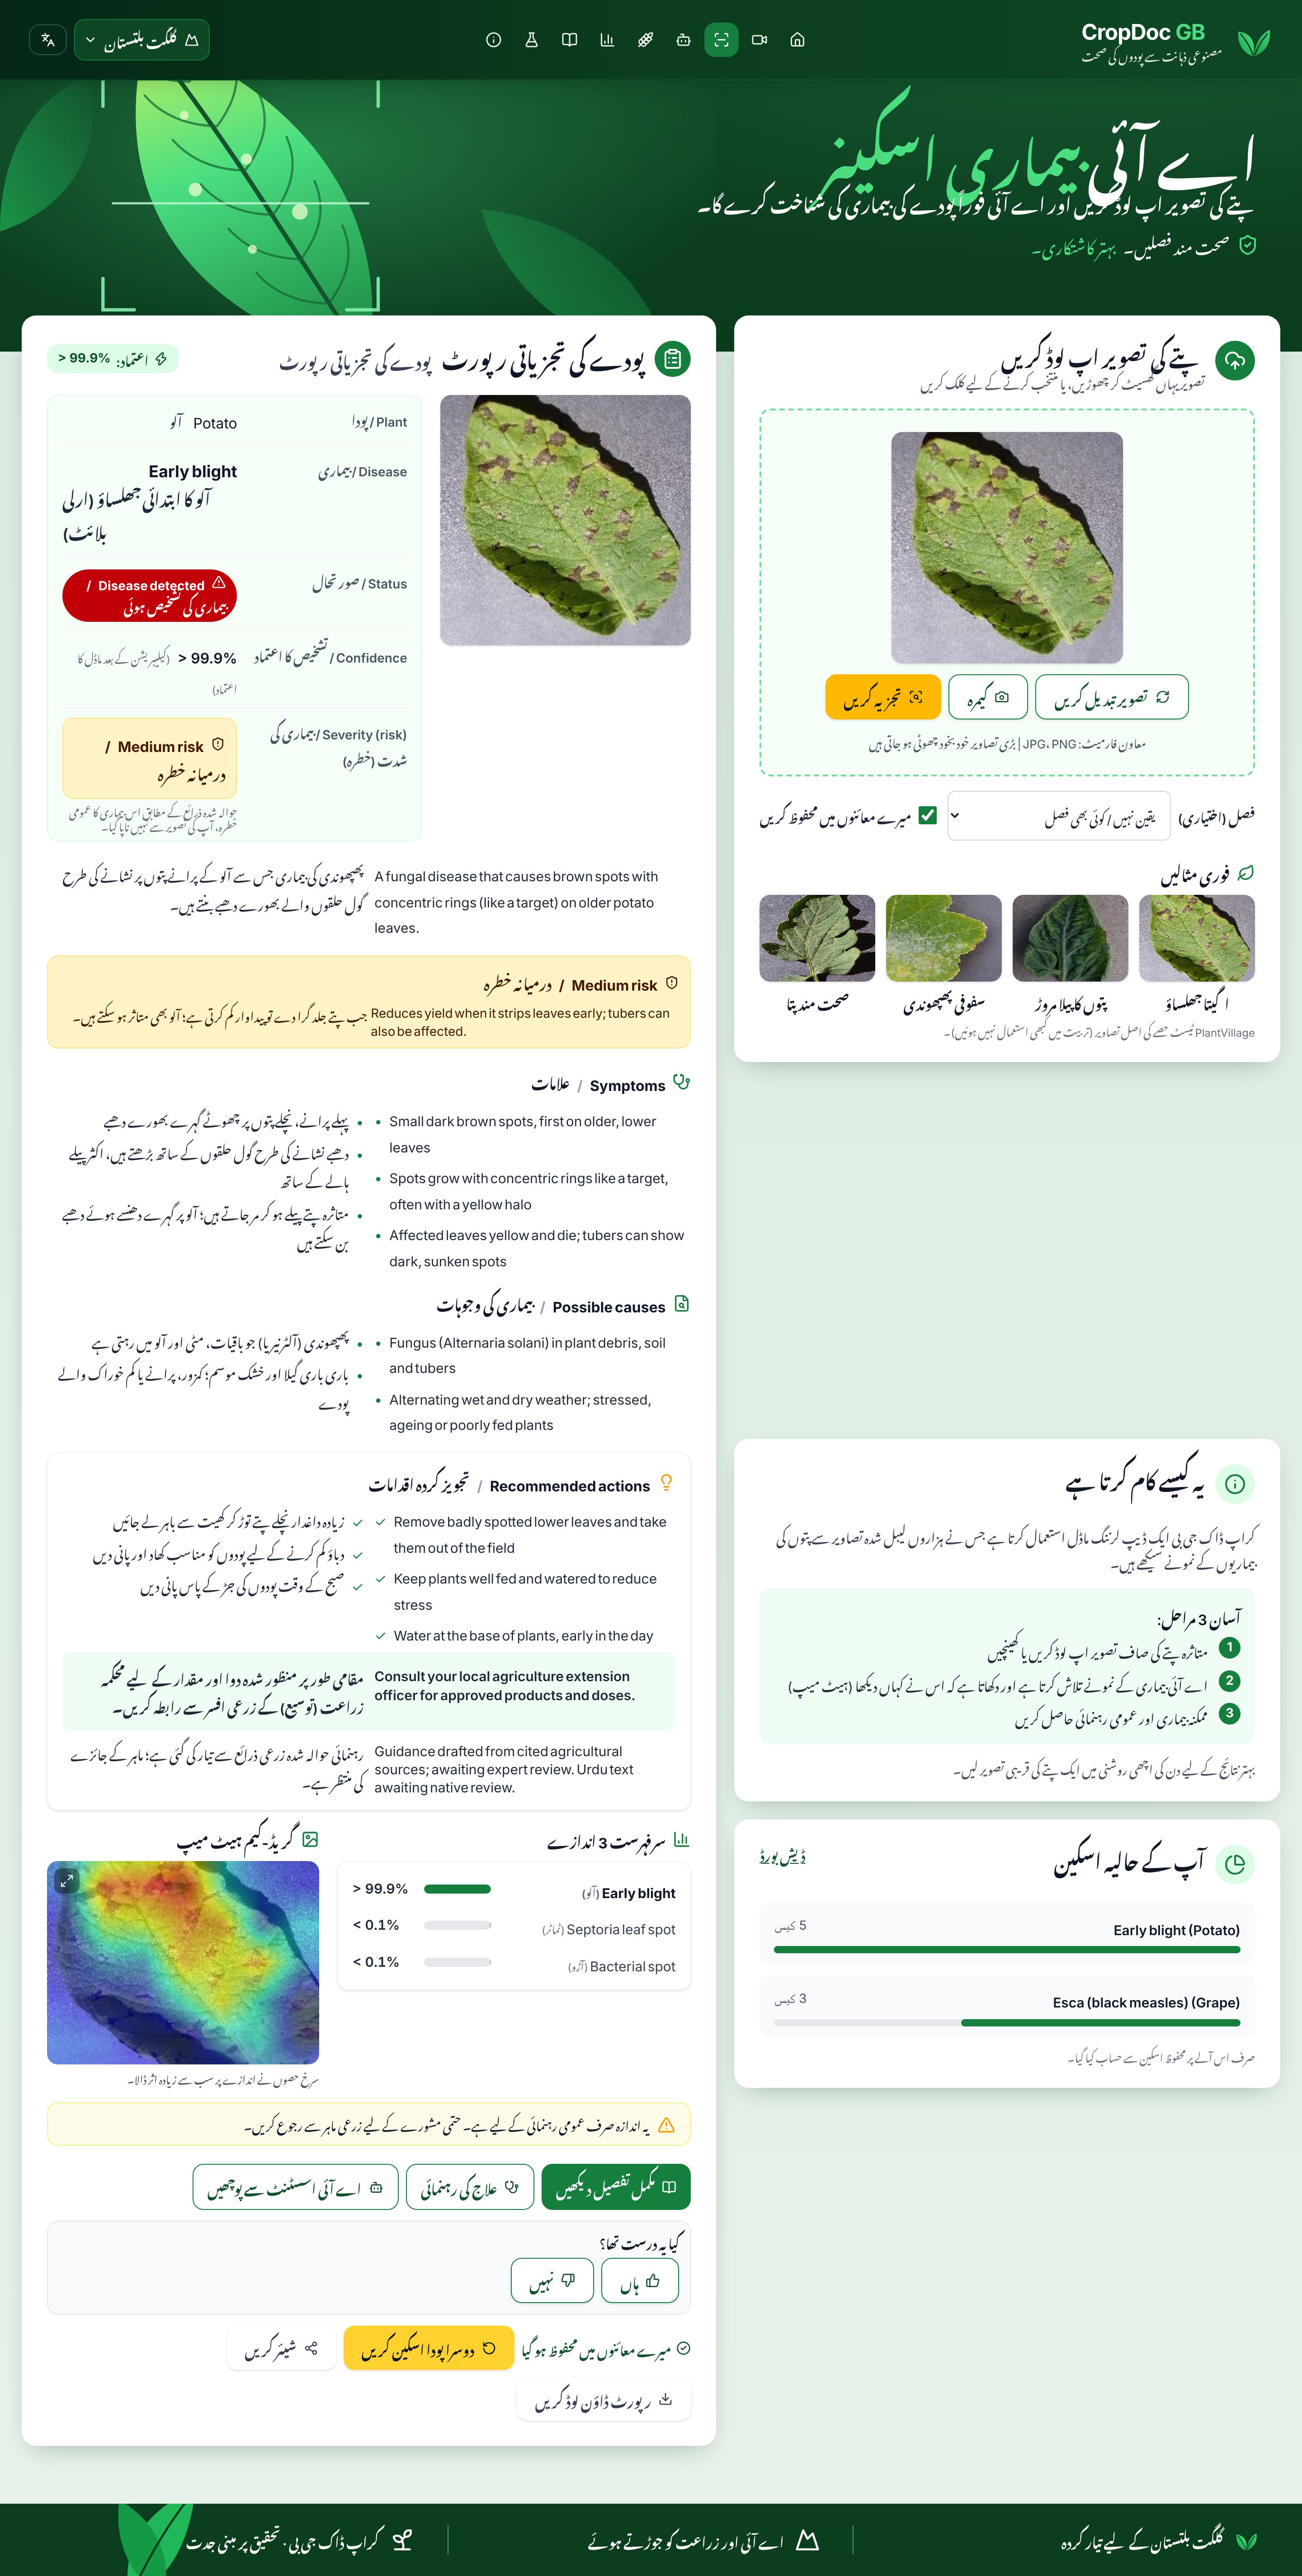 CropDoc GB
مصنوعی ذہانت سے پودوں کی صحت
گلگت بلتستان
اے آئی بیماری اسکینر
پتے کی تصویر اپ لوڈ کریں اور اے آئی فوراً پودے کی بیماری کی شناخت کرے گا۔
صحت مند فصلیں۔ بہتر کاشتکاری۔
پتے کی تصویر اپ لوڈ کریں
تصویر یہاں گھسیٹ کر چھوڑیں، یا منتخب کرنے کے لیے کلک کریں
تصویر تبدیل کریں
کیمرہ
تجزیہ کریں
معاون فارمیٹ: JPG، PNG | بڑی تصاویر خود بخود چھوٹی ہو جاتی ہیں
فصل (اختیاری)
یقین نہیں / کوئی بھی فصل
میرے معائنوں میں محفوظ کریں
فوری مثالیں
اگیتا جھلساؤ
پتوں کا پیلا مروڑ
سفوفی پھپھوندی
صحت مند پتا
PlantVillage ٹیسٹ حصے کی اصل تصاویر (تربیت میں کبھی استعمال نہیں ہوئیں)۔
یہ کیسے کام کرتا ہے
کراپ ڈاک جی بی ایک ڈیپ لرننگ ماڈل استعمال کرتا ہے جس نے ہزاروں لیبل شدہ تصاویر سے پتوں کی
بیماریوں کے نمونے سیکھے ہیں۔
آسان 3 مراحل:
1 متاثرہ پتے کی صاف تصویر اپ لوڈ کریں یا کھینچیں
2 اے آئی بیماری کے نمونے تلاش کرتا ہے اور دکھاتا ہے کہ اس نے کہاں دیکھا (ہیٹ میپ)
3 ممکنہ بیماری اور عمومی رہنمائی حاصل کریں
بہتر نتائج کے لیے دن کی اچھی روشنی میں ایک پتے کی قریبی تصویر لیں۔
آپ کے حالیہ اسکین
ڈیش بورڈ
Early blight (Potato)
5 کیس
Esca (black measles) (Grape)
3 کیس
صرف اس آلے پر محفوظ اسکین سے حساب کیا گیا۔
پودے کی تجزیاتی رپورٹ پودے کی تجزیاتی رپورٹ
اعتماد: > 99.9%
Plant / پودا
Potato آلو
Disease / بیماری
Early blight
آلو کا ابتدائی جھلساؤ (ارلی
بلائٹ)
Status / صورتحال
Disease detected /
بیماری کی تشخیص ہوئی
Confidence / تشخیص کا اعتماد
> 99.9% (کیلیبریشن کے بعد ماڈل کا
اعتماد)
Severity (risk) / بیماری کی
شدت (خطرہ)
Medium risk /
درمیانہ خطرہ
حوالہ شدہ ذرائع کے مطابق اس بیماری کا عمومی
خطرہ، آپ کی تصویر سے نہیں ناپا گیا۔
A fungal disease that causes brown spots with
concentric rings (like a target) on older potato
leaves.
پھپھوندی کی بیماری جس سے آلو کے پرانے پتوں پر نشانے کی طرح
گول حلقوں والے بھورے دھبے بنتے ہیں۔
Medium risk / درمیانہ خطرہ
Reduces yield when it strips leaves early; tubers can
also be affected.
جب پتے جلد گرا دے تو پیداوار کم کرتی ہے؛ آلو بھی متاثر ہو سکتے ہیں۔
Symptoms / علامات
• Small dark brown spots, first on older, lower
leaves
• Spots grow with concentric rings like a target,
often with a yellow halo
• Affected leaves yellow and die; tubers can show
dark, sunken spots
• پہلے پرانے، نچلے پتوں پر چھوٹے گہرے بھورے دھبے
• دھبے نشانے کی طرح گول حلقوں کے ساتھ بڑھتے ہیں، اکثر پیلے
ہالے کے ساتھ
• متاثرہ پتے پیلے ہو کر مر جاتے ہیں؛ آلو پر گہرے دھنسے ہوئے دھبے
بن سکتے ہیں
Possible causes / بیماری کی وجوہات
• Fungus (Alternaria solani) in plant debris, soil
and tubers
• Alternating wet and dry weather; stressed,
ageing or poorly fed plants
• پھپھوندی (آلٹرنیریا) جو باقیات، مٹی اور آلو میں رہتی ہے
• باری باری گیلا اور خشک موسم؛ کمزور، پرانے یا کم خوراک والے
پودے
Recommended actions / تجویز کردہ اقدامات
✓ Remove badly spotted lower leaves and take
them out of the field
✓ Keep plants well fed and watered to reduce
stress
✓ Water at the base of plants, early in the day
✓ زیادہ داغدار نچلے پتے توڑ کر کھیت سے باہر لے جائیں
✓ دباؤ کم کرنے کے لیے پودوں کو مناسب کھاد اور پانی دیں
✓ صبح کے وقت پودوں کی جڑ کے پاس پانی دیں
Consult your local agriculture extension
officer for approved products and doses.
مقامی طور پر منظور شدہ دوا اور مقدار کے لیے محکمہ
زراعت (توسیع) کے زرعی افسر سے رابطہ کریں۔
Guidance drafted from cited agricultural
sources; awaiting expert review. Urdu text
awaiting native review.
رہنمائی حوالہ شدہ زرعی ذرائع سے تیار کی گئی ہے؛ ماہر کے جائزے
کی منتظر ہے۔
سرفہرست 3 اندازے
Early blight (آلو)
> 99.9%
Septoria leaf spot (ٹماٹر)
< 0.1%
Bacterial spot (آڑو)
< 0.1%
گریڈ-کیم ہیٹ میپ
سرخ حصوں نے اندازے پر سب سے زیادہ اثر ڈالا۔
یہ اندازہ صرف عمومی رہنمائی کے لیے ہے۔ حتمی مشورے کے لیے زرعی ماہر سے رجوع کریں۔
مکمل تفصیل دیکھیں
علاج کی رہنمائی
اے آئی اسسٹنٹ سے پوچھیں
کیا یہ درست تھا؟
ہاں
نہیں
میرے معائنوں میں محفوظ ہو گیا
دوسرا پودا اسکین کریں
شیئر کریں
رپورٹ ڈاؤن لوڈ کریں
گلگت بلتستان کے لیے تیار کردہ
اے آئی اور زراعت کو جوڑتے ہوئے
کراپ ڈاک جی بی · تحقیق پر مبنی جدت